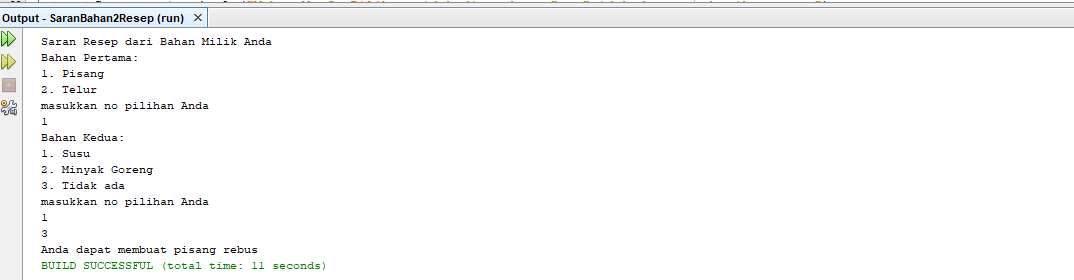 Output - SaranBahan2Resep (run)
Saran Resep dari Bahan Milik Anda
Bahan Pertama:
1. Pisang
2. Telur
masukkan no pilihan Anda
1
Bahan Kedua:
1. Susu
2. Minyak Goreng
3. Tidak ada
masukkan no pilihan Anda
1
3
Anda dapat membuat pisang rebus
BUILD SUCCESSFUL (total time: 11 seconds)